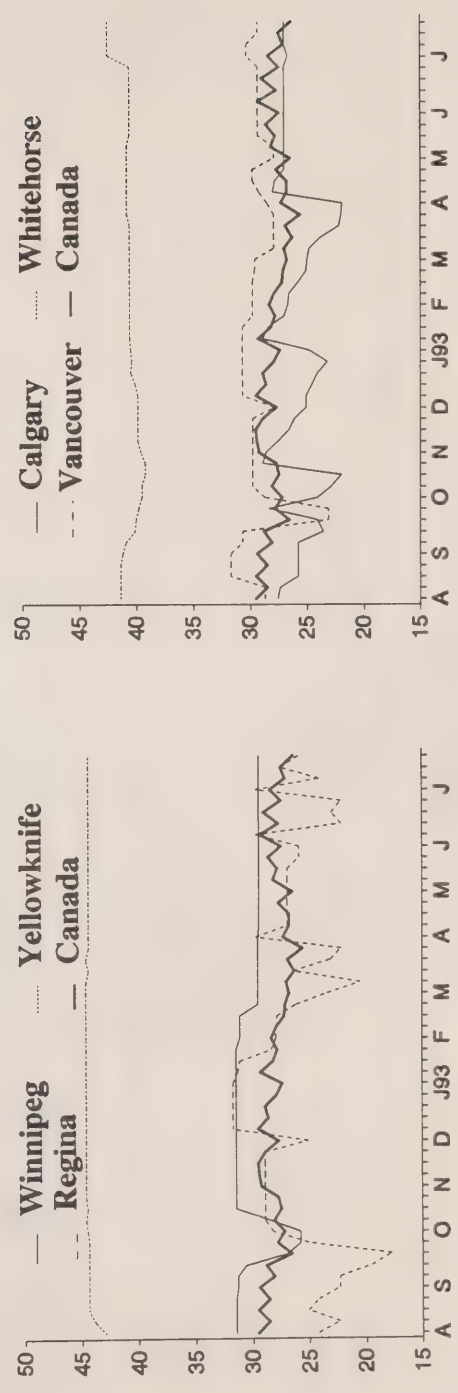 Winnipeg Yellowknife
Regina Canada
50
45
40
35
30
25
20
15
A S O N D J93 F M A M J J
Calgary Whitehorse
Vancouver Canada
50
45
40
35
30
25
20
15
A S O N D J93 F M A M J J